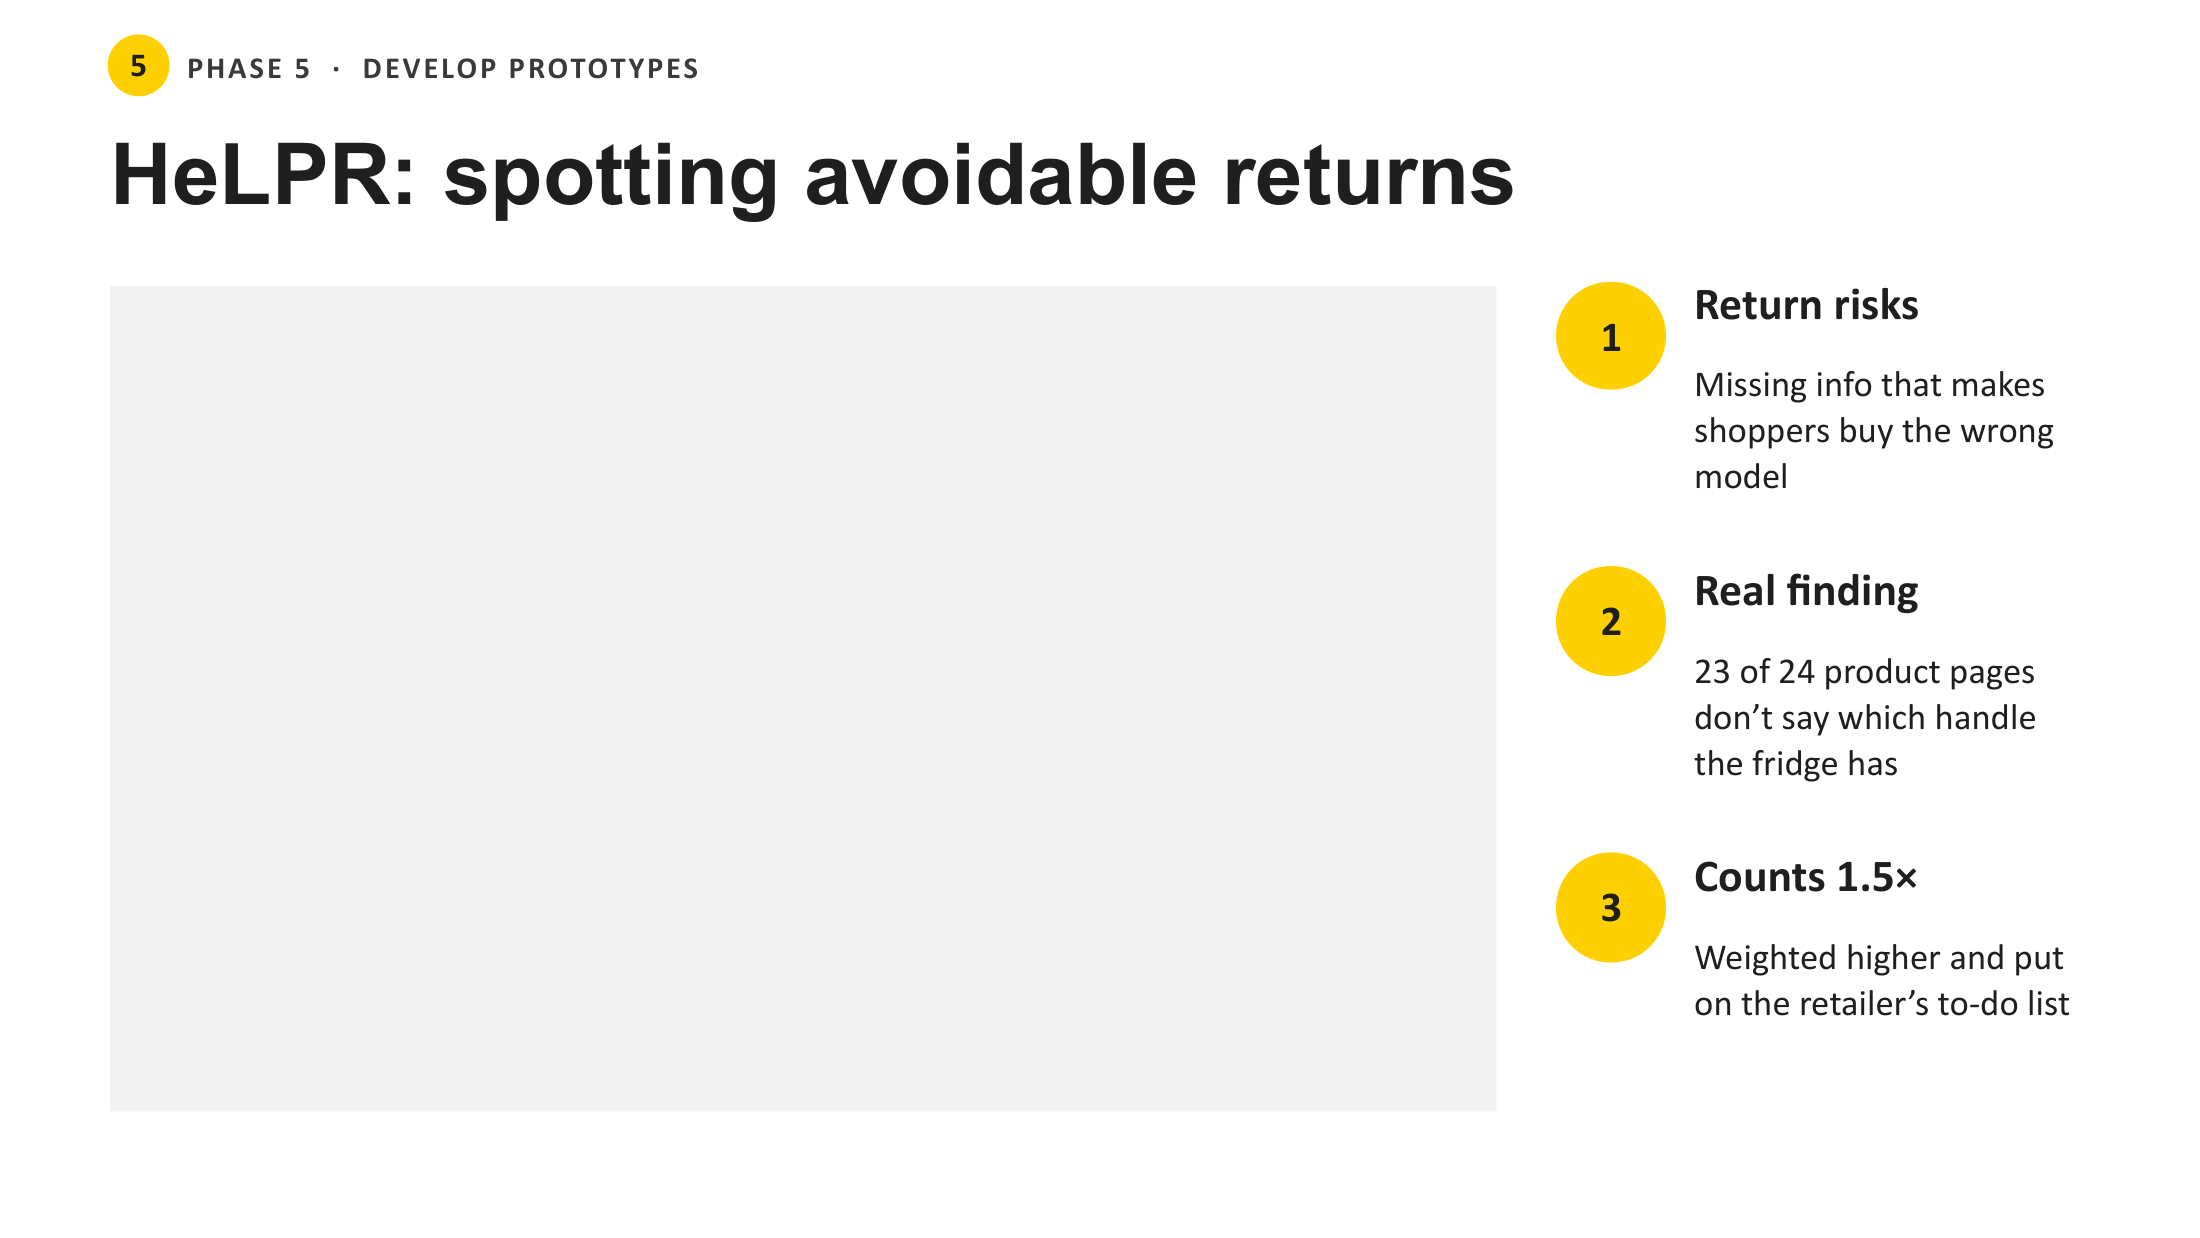 5 PHASE 5 · DEVELOP PROTOTYPES
HeLPR: spotting avoidable returns
1
Return risks
Missing info that makes
shoppers buy the wrong
model
2
Real finding
23 of 24 product pages
don’t say which handle
the fridge has
3
Counts 1.5×
Weighted higher and put
on the retailer’s to-do list